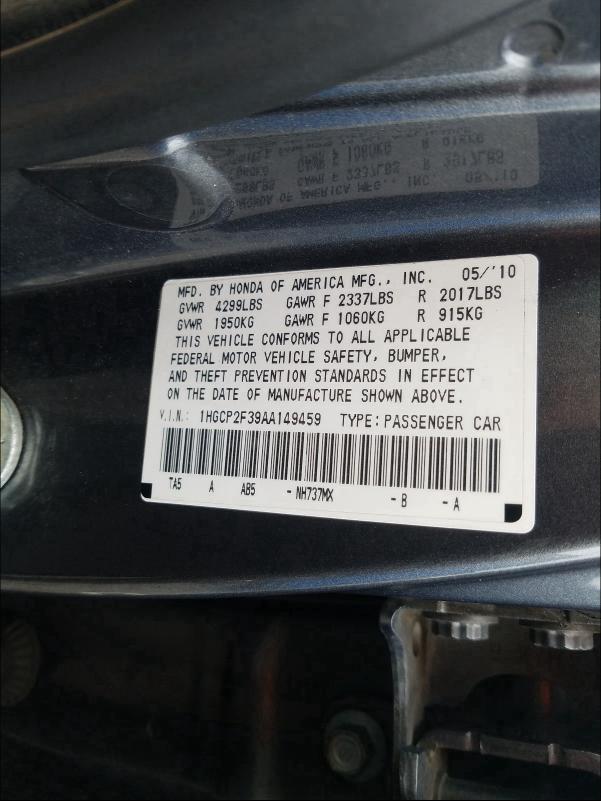 MFD. BY HONDA OF AMERICA MFG., INC. 05/'10
GVWR 4299LBS GAWR F 2337LBS R 2017LBS
GVWR 1950KG GAWR F 1060KG R 915KG
THIS VEHICLE CONFORMS TO ALL APPLICABLE
FEDERAL MOTOR VEHICLE SAFETY, BUMPER,
AND THEFT PREVENTION STANDARDS IN EFFECT
ON THE DATE OF MANUFACTURE SHOWN ABOVE.
V.I.N.: 1HGCP2F39AA149459 TYPE: PASSENGER CAR
TA5 A AB5 -NH737MX -B -A